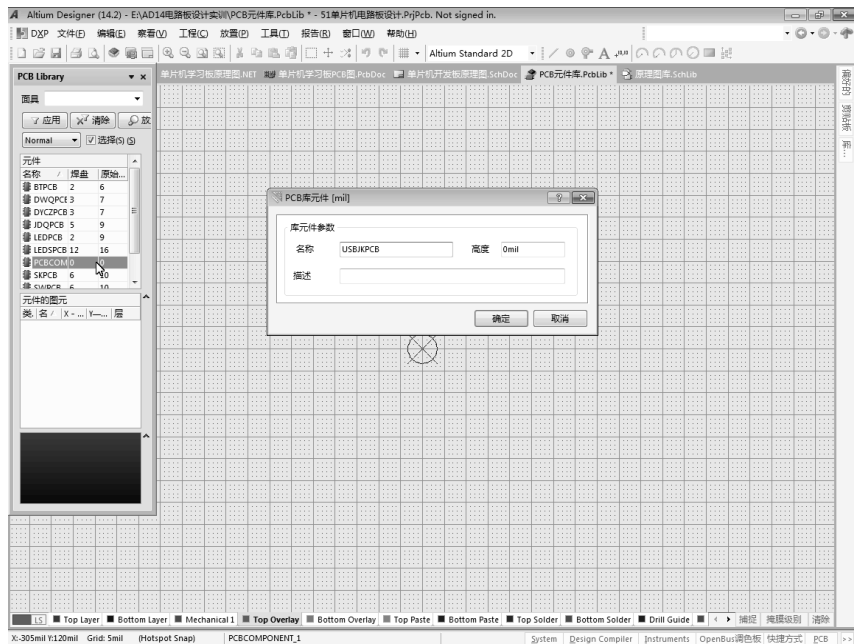 Altium Designer (14.2) - E:\AD14电路板设计实训\PCB元件库.PcbLib * - 51单片机电路板设计.PrjPcb. Not signed in.
DXP 文件(F) 编辑(E) 察看(V) 工程(C) 放置(P) 工具(T) 报告(R) 窗口(W) 帮助(H)
Altium Standard 2D
PCB Library
单片机学习板原理图.NET 单片机学习板PCB图.PcbDoc 单片机开发板原理图.SchDoc PCB元件库.PcbLib * 原理图库.SchLib
面具
应用 清除 放
Normal 选择(S) (S)
元件
名称 焊盘 原始...
BTPCB 2 6
DWQPCE 3 7
DYCZPCB 3 7
JDQPCB 5 9
LEDPCB 2 9
LEDSPCB 12 16
PCBCOM 0 0
SKPCB 6 10
SWPCB 6 10
元件的图元
类. 名 X - ... Y—... 层
PCB库元件 [mil]
库元件参数
名称 USBJKPCB 高度 0mil
描述
确定 取消
偏好的
剪贴板
LS Top Layer Bottom Layer Mechanical 1 Top Overlay Bottom Overlay Top Paste Bottom Paste Top Solder Bottom Solder Drill Guide 捕捉 掩膜级别 清除
X:-305mil Y:120mil Grid: 5mil (Hotspot Snap) PCBCOMPONENT_1 System Design Compiler Instruments OpenBus调色板 快捷方式 PCB >>